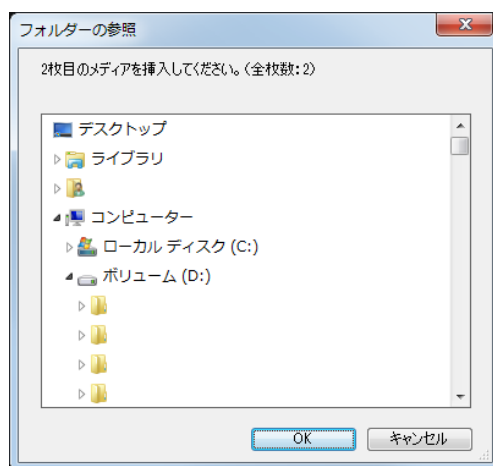 フォルダーの参照
2枚目のメディアを挿入してください。(全枚数:2)
デスクトップ
ライブラリ
コンピューター
ローカル ディスク (C:)
ボリューム (D:)
OK
キャンセル